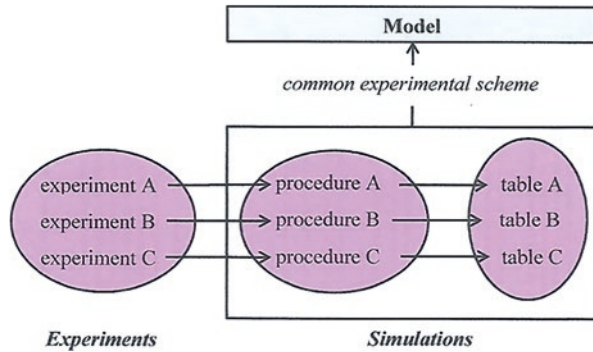 Model
common experimental scheme
experiment A procedure A table A
experiment B procedure B table B
experiment C procedure C table C
Experiments Simulations